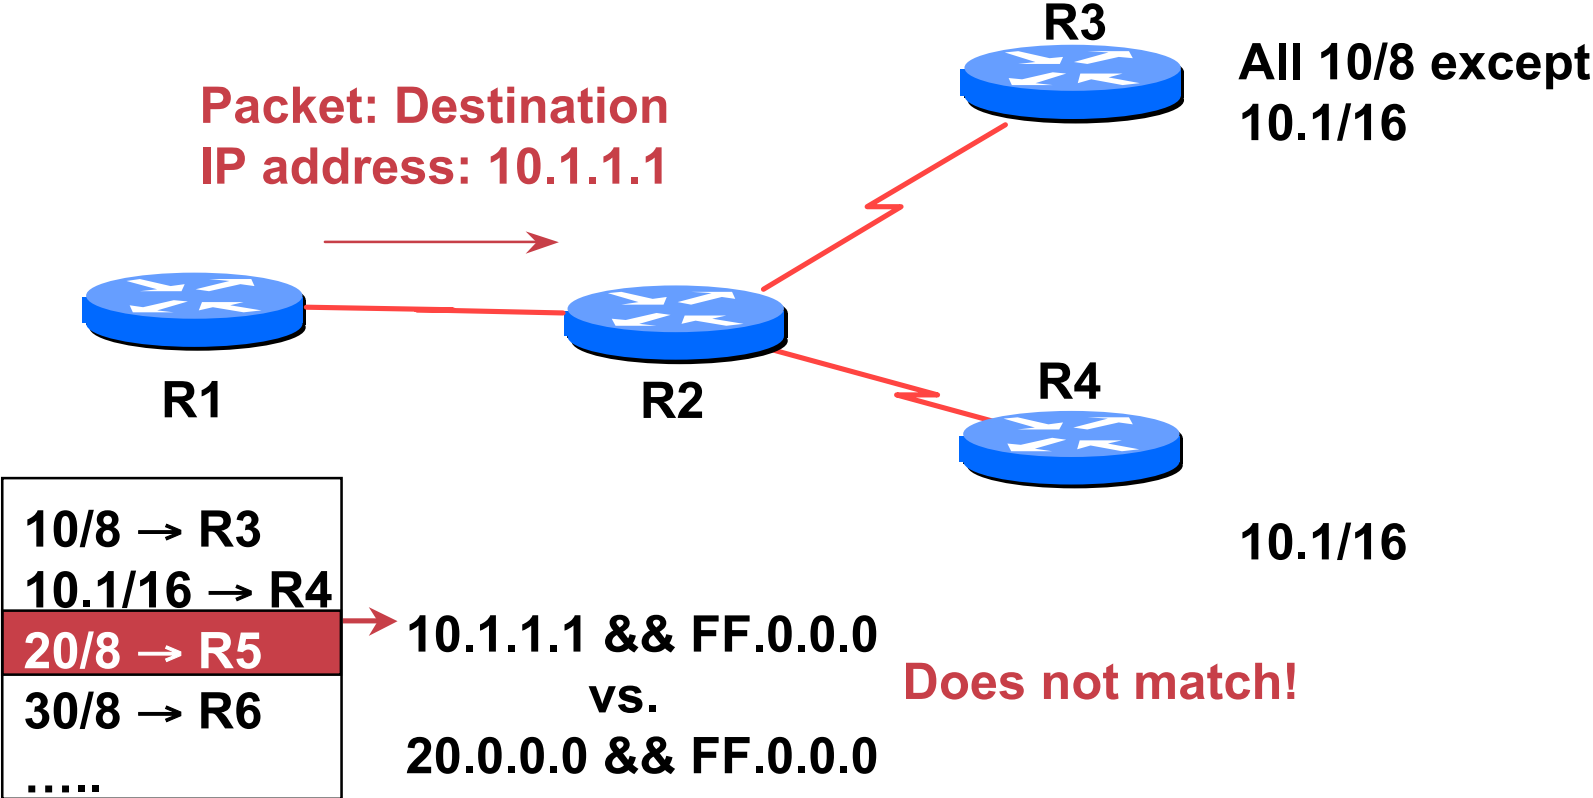 R3
All 10/8 except
10.1/16
Packet: Destination
IP address: 10.1.1.1
R1
R2
R4
10.1/16
10/8 → R3
10.1/16 → R4
20/8 → R5
30/8 → R6
…..
10.1.1.1 && FF.0.0.0
vs.
20.0.0.0 && FF.0.0.0
Does not match!